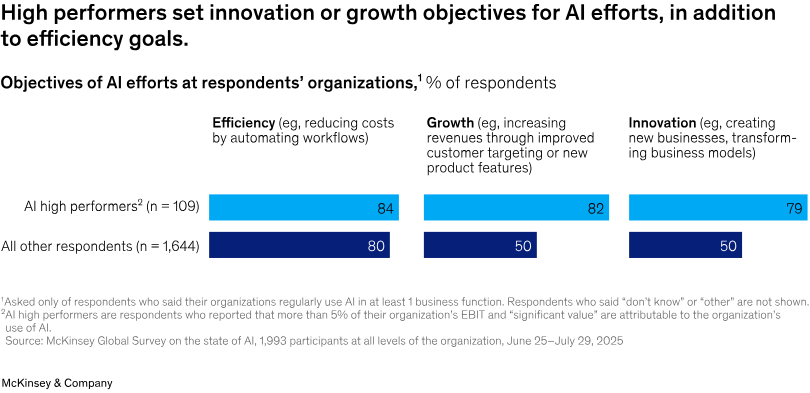 High performers set innovation or growth objectives for AI efforts, in addition
to efficiency goals.
Objectives of AI efforts at respondents’ organizations,¹ % of respondents
Efficiency (eg, reducing costs
by automating workflows)
Growth (eg, increasing
revenues through improved
customer targeting or new
product features)
Innovation (eg, creating
new businesses, transform-
ing business models)
AI high performers² (n = 109)
84
82
79
All other respondents (n = 1,644)
80
50
50
¹Asked only of respondents who said their organizations regularly use AI in at least 1 business function. Respondents who said “don’t know” or “other” are not shown.
²AI high performers are respondents who reported that more than 5% of their organization’s EBIT and “significant value” are attributable to the organization’s
use of AI.
Source: McKinsey Global Survey on the state of AI, 1,993 participants at all levels of the organization, June 25–July 29, 2025
McKinsey & Company